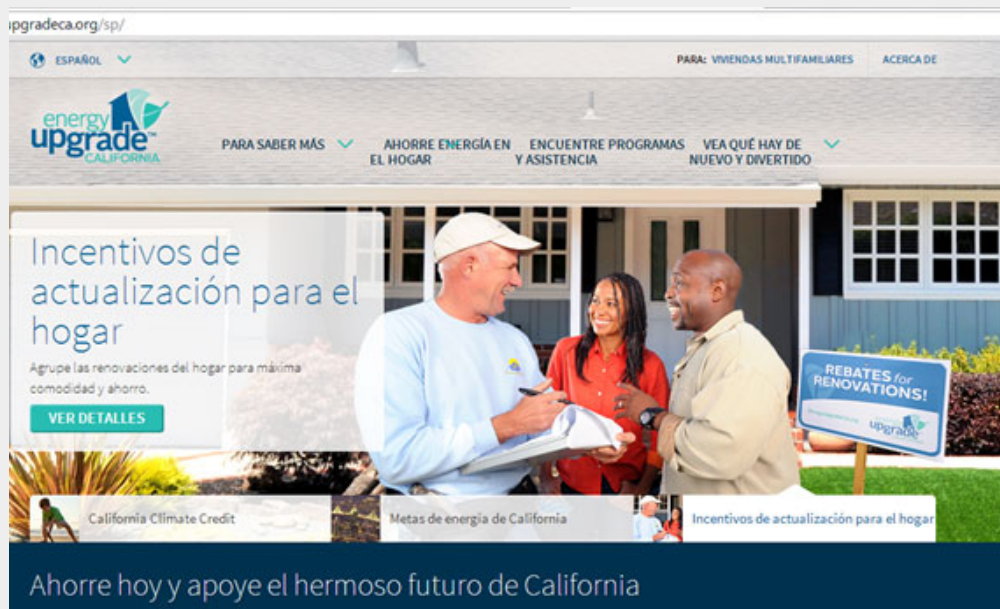 upgradeca.org/sp/
ESPAÑOL
PARA: VIVIENDAS MULTIFAMILIARES
ACERCA DE
energy
upgrade™
CALIFORNIA
PARA SABER MÁS
AHORRE ENERGÍA EN
EL HOGAR
ENCUENTRE PROGRAMAS
Y ASISTENCIA
VEA QUÉ HAY DE
NUEVO Y DIVERTIDO
Incentivos de
actualización para el
hogar
Agrupe las renovaciones del hogar para máxima
comodidad y ahorro.
VER DETALLES
REBATES for
RENOVATIONS!
energy
upgrade
California Climate Credit
Metas de energia de California
Incentivos de actualización para el hogar
Ahorre hoy y apoye el hermoso futuro de California